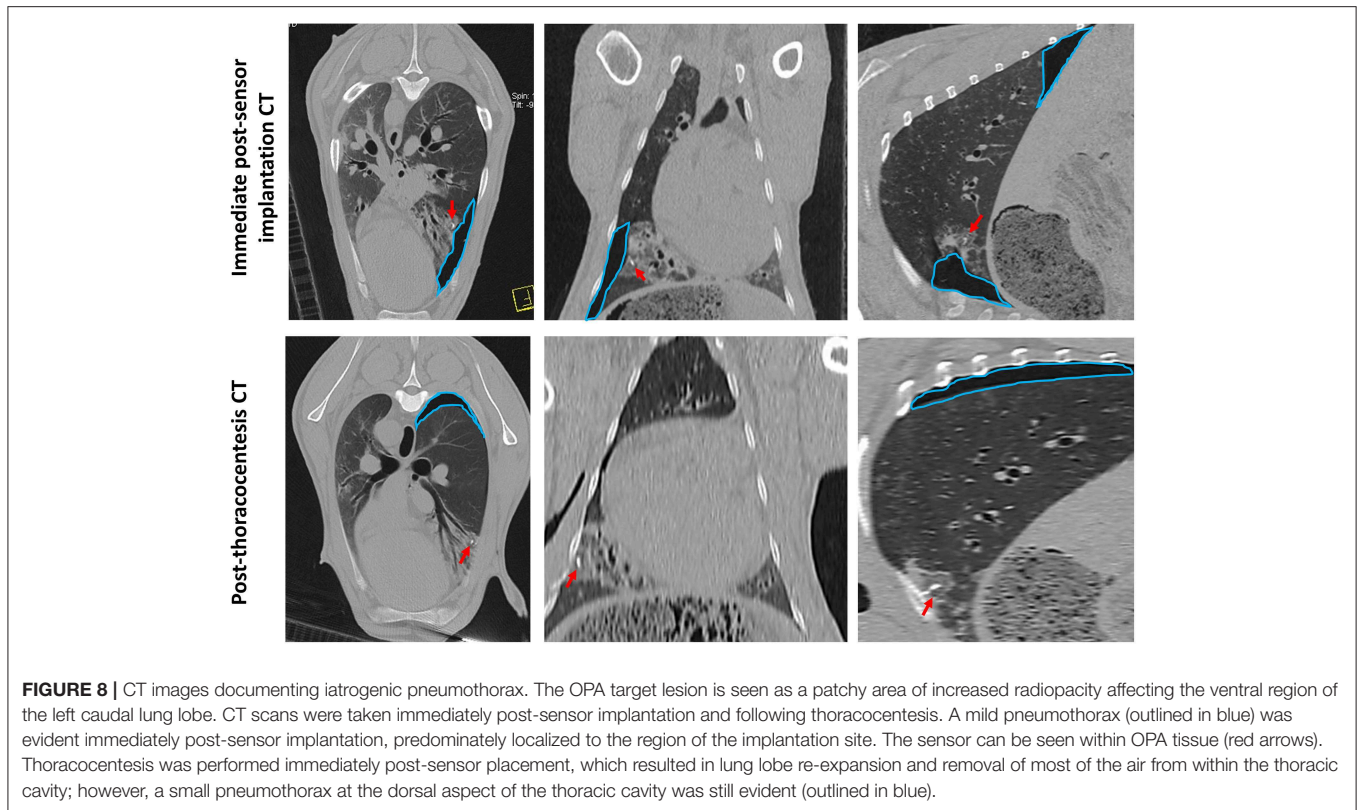 Immediate post-sensor
implantation CT
Spin:
Tilt: -9
Post-thoracocentesis CT
FIGURE 8 | CT images documenting iatrogenic pneumothorax. The OPA target lesion is seen as a patchy area of increased radiopacity affecting the ventral region of
the left caudal lung lobe. CT scans were taken immediately post-sensor implantation and following thoracocentesis. A mild pneumothorax (outlined in blue) was
evident immediately post-sensor implantation, predominately localized to the region of the implantation site. The sensor can be seen within OPA tissue (red arrows).
Thoracocentesis was performed immediately post-sensor placement, which resulted in lung lobe re-expansion and removal of most of the air from within the thoracic
cavity; however, a small pneumothorax at the dorsal aspect of the thoracic cavity was still evident (outlined in blue).